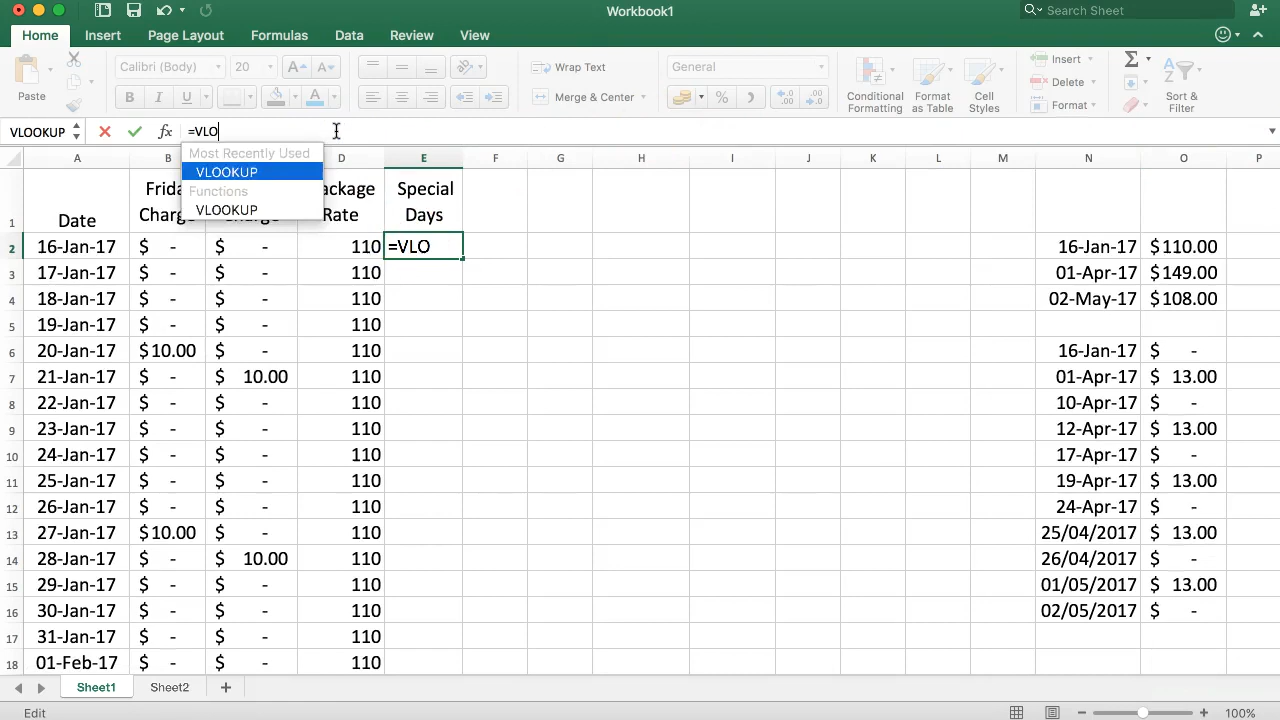 Workbook1
Search Sheet
Home Insert Page Layout Formulas Data Review View
Paste
Calibri (Body) 20 A A
B I U A
Wrap Text
Merge & Center
General
%
Conditional Formatting
Format as Table
Cell Styles
Insert
Delete
Format
Sort & Filter
VLOOKUP fx =VLO
Most Recently Used
VLOOKUP
Functions
VLOOKUP
A B D E F G H I J K L M N O P
1 Date Frida Charge Charge ackage Rate Special Days
2 16-Jan-17 $ - $ - 110 =VLO 16-Jan-17 $110.00
3 17-Jan-17 $ - $ - 110 01-Apr-17 $149.00
4 18-Jan-17 $ - $ - 110 02-May-17 $108.00
5 19-Jan-17 $ - $ - 110
6 20-Jan-17 $10.00 $ - 110 16-Jan-17 $ -
7 21-Jan-17 $ - $ 10.00 110 01-Apr-17 $ 13.00
8 22-Jan-17 $ - $ - 110 10-Apr-17 $ -
9 23-Jan-17 $ - $ - 110 12-Apr-17 $ 13.00
10 24-Jan-17 $ - $ - 110 17-Apr-17 $ -
11 25-Jan-17 $ - $ - 110 19-Apr-17 $ 13.00
12 26-Jan-17 $ - $ - 110 24-Apr-17 $ -
13 27-Jan-17 $10.00 $ - 110 25/04/2017 $ 13.00
14 28-Jan-17 $ - $ 10.00 110 26/04/2017 $ -
15 29-Jan-17 $ - $ - 110 01/05/2017 $ 13.00
16 30-Jan-17 $ - $ - 110 02/05/2017 $ -
17 31-Jan-17 $ - $ - 110
18 01-Feb-17 $ - $ - 110
Sheet1 Sheet2 +
Edit 100%